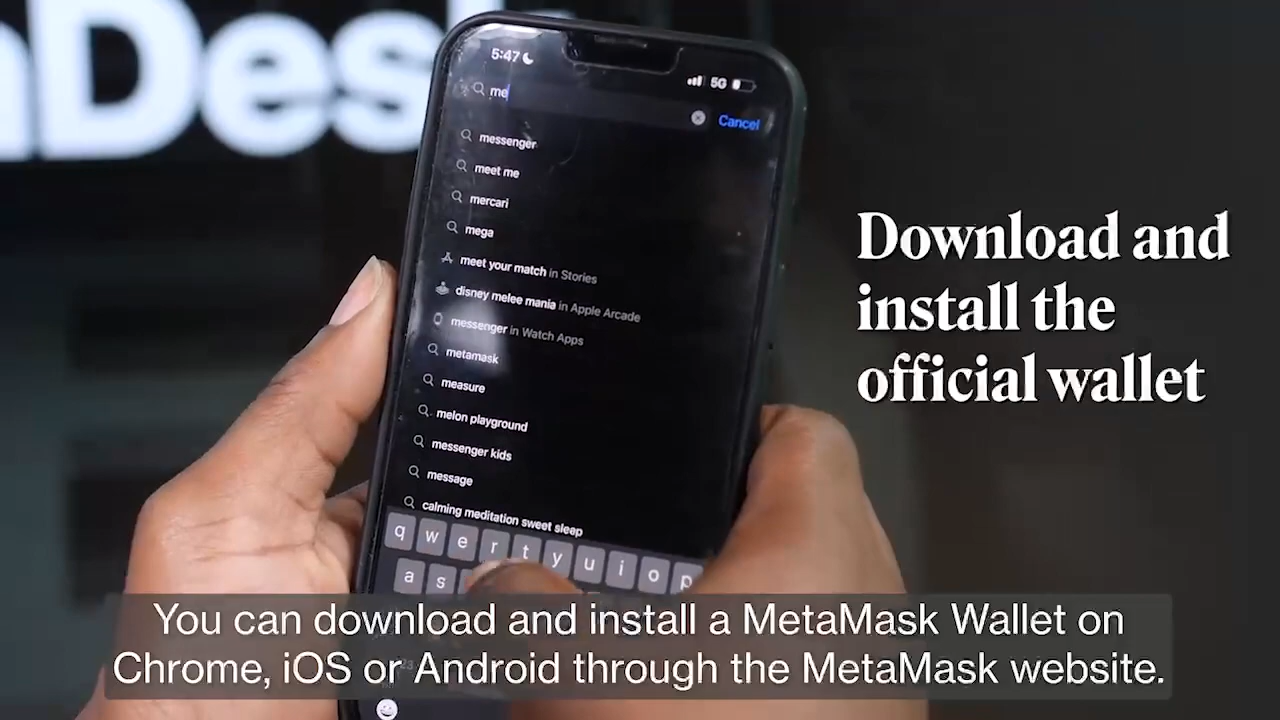 nDesk
5:47
5G
me
Cancel
messenger
meet me
mercari
mega
meet your match in Stories
disney melee mania in Apple Arcade
messenger in Watch Apps
metamask
measure
melon playground
messenger kids
message
calming meditation sweet sleep
q w e r t y u i o p
a s
Download and
install the
official wallet
You can download and install a MetaMask Wallet on
Chrome, iOS or Android through the MetaMask website.